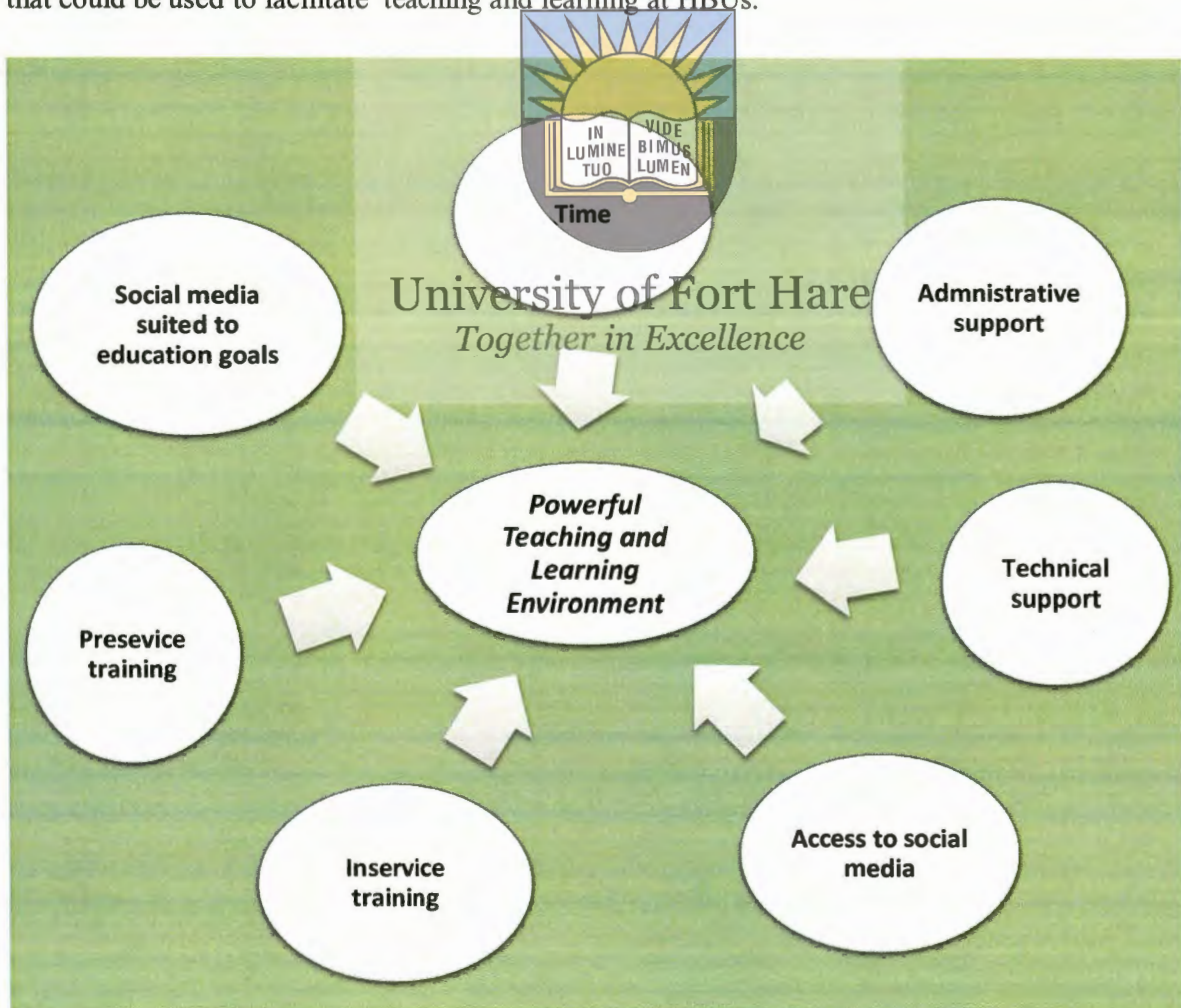 that could be used to facilitate teaching and learning at HBUs.
IN
LUMINE
TUO
VIDE
BIMUS
LUMEN
Time
University of Fort Hare
Together in Excellence
Social media
suited to
education goals
Admnistrative
support
Powerful
Teaching and
Learning
Environment
Technical
support
Presevice
training
Inservice
training
Access to social
media